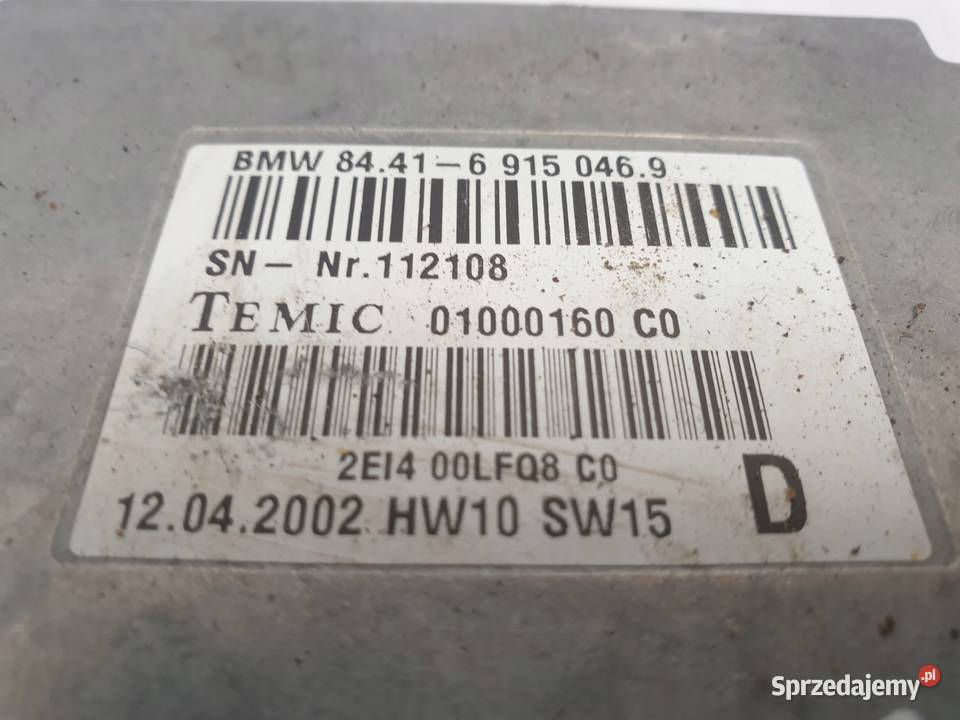 BMW 84.41-6 915 046.9
SN- Nr.112108
TEMIC 01000160 C0
2EI4 00LFQ8 C0
12.04.2002 HW10 SW15 D
Sprzedajemy.pl